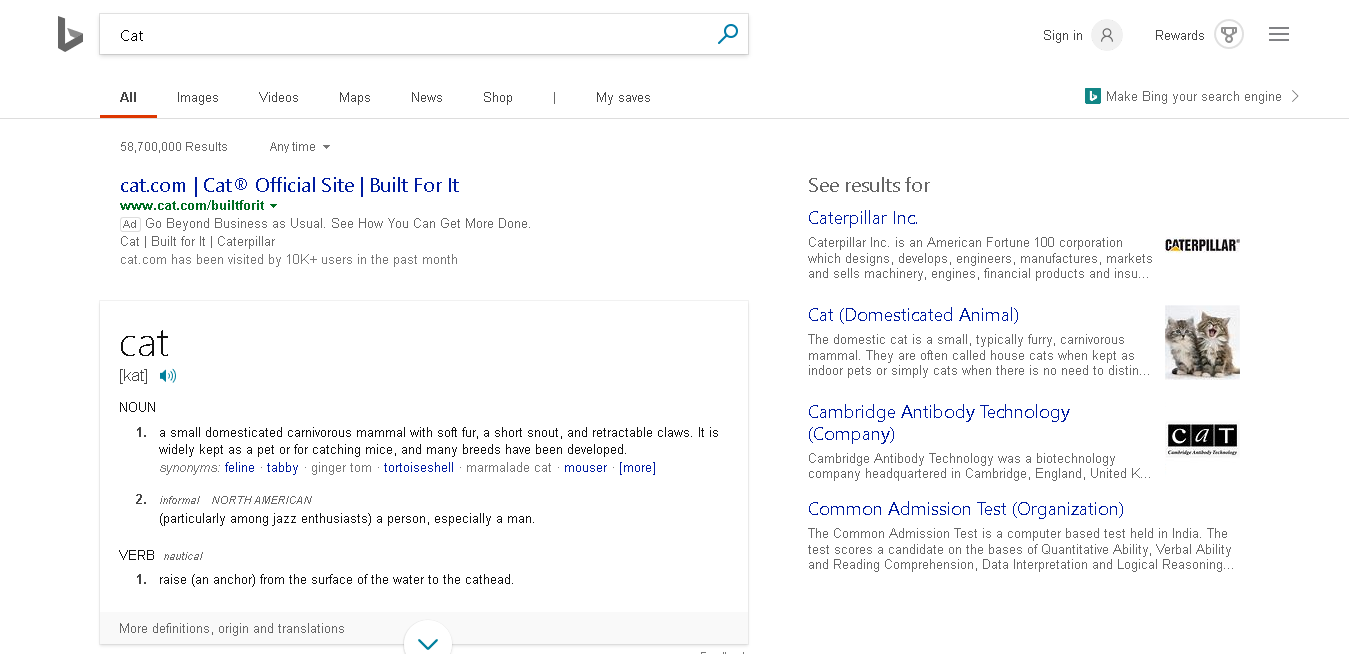 Cat
Sign in
Rewards
All
Images
Videos
Maps
News
Shop
|
My saves
Make Bing your search engine
58,700,000 Results
Any time
cat.com | Cat® Official Site | Built For It
www.cat.com/builtforit
Ad Go Beyond Business as Usual. See How You Can Get More Done.
Cat | Built for It | Caterpillar
cat.com has been visited by 10K+ users in the past month
cat
[kat]
NOUN
1. a small domesticated carnivorous mammal with soft fur, a short snout, and retractable claws. It is
widely kept as a pet or for catching mice, and many breeds have been developed.
synonyms: feline · tabby · ginger tom · tortoiseshell · marmalade cat · mouser · [more]
2. informal NORTH AMERICAN
(particularly among jazz enthusiasts) a person, especially a man.
VERB nautical
1. raise (an anchor) from the surface of the water to the cathead.
More definitions, origin and translations
See results for
Caterpillar Inc.
Caterpillar Inc. is an American Fortune 100 corporation
which designs, develops, engineers, manufactures, markets
and sells machinery, engines, financial products and insu...
CATERPILLAR®
Cat (Domesticated Animal)
The domestic cat is a small, typically furry, carnivorous
mammal. They are often called house cats when kept as
indoor pets or simply cats when there is no need to distin...
Cambridge Antibody Technology
(Company)
Cambridge Antibody Technology was a biotechnology
company headquartered in Cambridge, England, United K...
CaT
Cambridge Antibody Technology
Common Admission Test (Organization)
The Common Admission Test is a computer based test held in India. The
test scores a candidate on the bases of Quantitative Ability, Verbal Ability
and Reading Comprehension, Data Interpretation and Logical Reasoning...